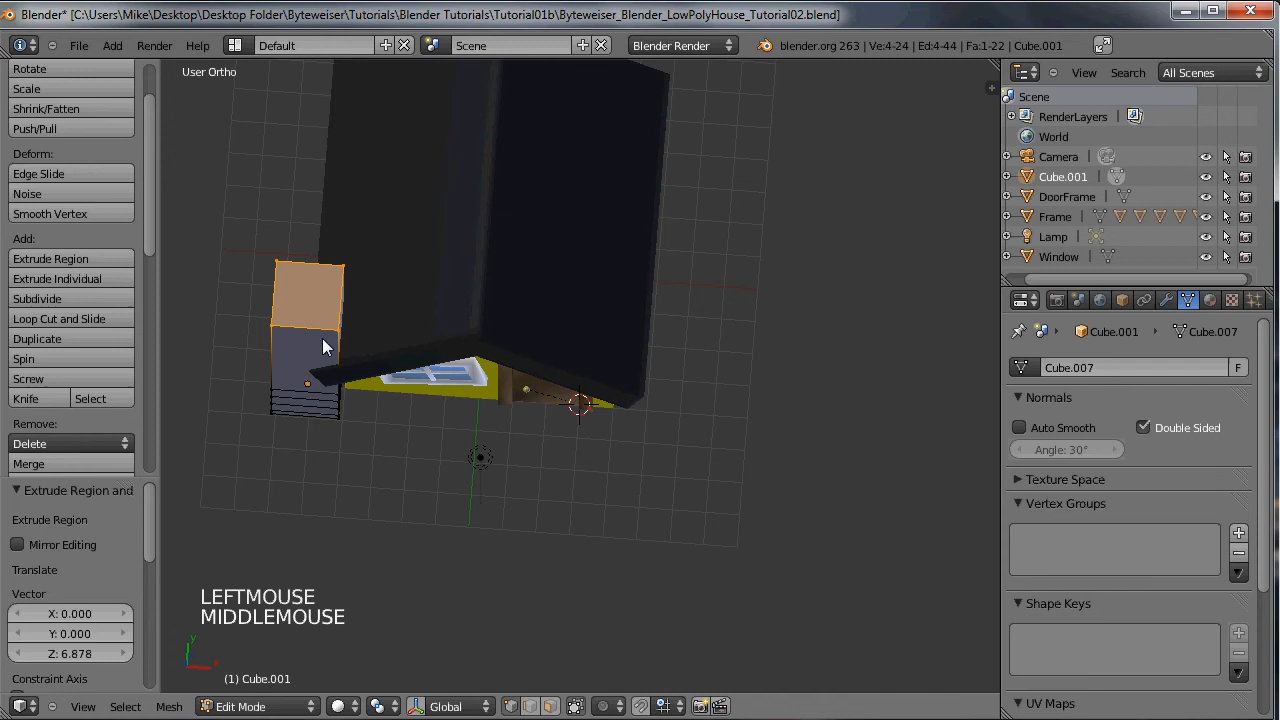 Blender* [C:\Users\Mike\Desktop\Desktop Folder\Byteweiser\Tutorials\Blender Tutorials\Tutorial01b\Byteweiser_Blender_LowPolyHouse_Tutorial02.blend]
File Add Render Help Default Scene Blender Render blender.org 263 | Ve:4-24 | Ed:4-44 | Fa:1-22 | Cube.001
Rotate
Scale
Shrink/Fatten
Push/Pull
Deform:
Edge Slide
Noise
Smooth Vertex
Add:
Extrude Region
Extrude Individual
Subdivide
Loop Cut and Slide
Duplicate
Spin
Screw
Knife Select
Remove:
Delete
Merge
Extrude Region and
Extrude Region
Mirror Editing
Translate
Vector
X: 0.000
Y: 0.000
Z: 6.878
Constraint Axis
User Ortho
LEFTMOUSE
MIDDLEMOUSE
y
x
(1) Cube.001
View Select Mesh Edit Mode Global
View Search All Scenes
Scene
RenderLayers
World
Camera
Cube.001
DoorFrame
Frame
Lamp
Window
Cube.001 Cube.007
Cube.007 F
Normals
Auto Smooth Double Sided
Angle: 30°
Texture Space
Vertex Groups
Shape Keys
UV Maps